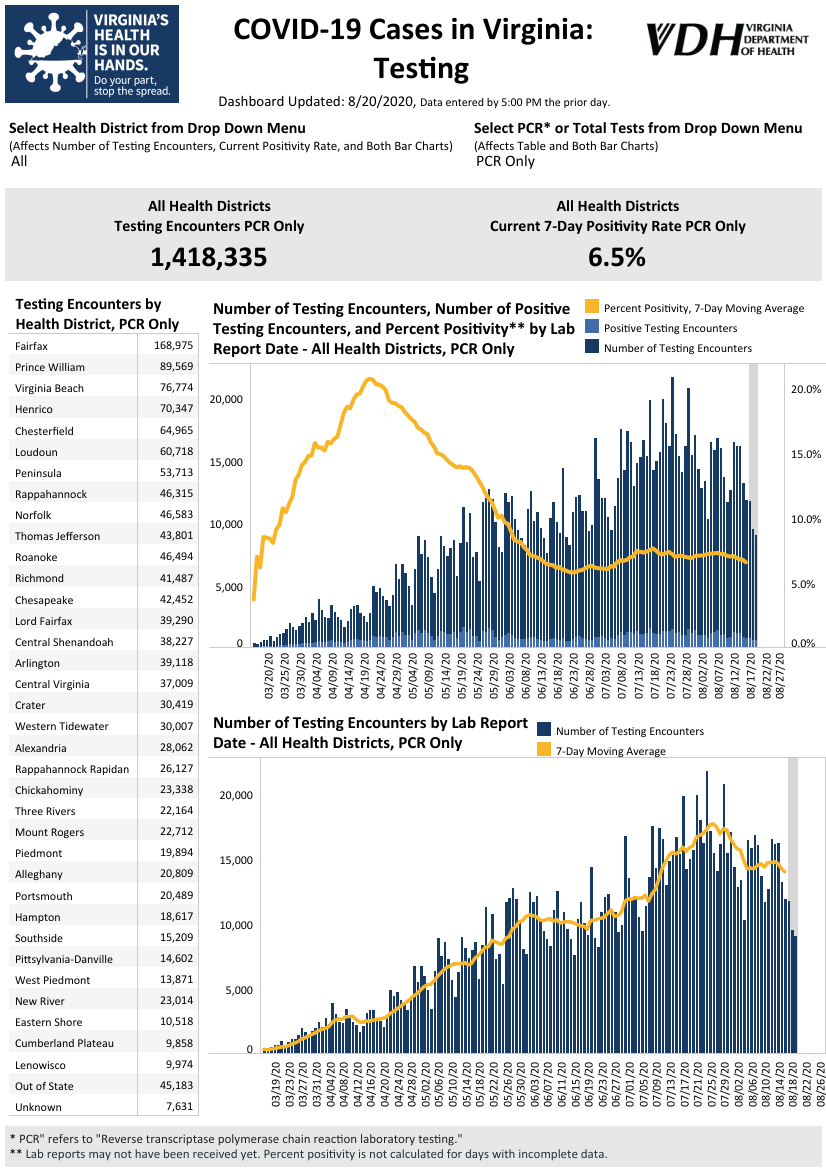 VIRGINIA'S
HEALTH
IS IN OUR
HANDS.
Do your part,
stop the spread.
COVID-19 Cases in Virginia:
Testing
VDH VIRGINIA
DEPARTMENT
OF HEALTH
Dashboard Updated: 8/20/2020, Data entered by 5:00 PM the prior day.
Select Health District from Drop Down Menu
(Affects Number of Testing Encounters, Current Positivity Rate, and Both Bar Charts)
All
Select PCR* or Total Tests from Drop Down Menu
(Affects Table and Both Bar Charts)
PCR Only
All Health Districts
Testing Encounters PCR Only
1,418,335
All Health Districts
Current 7-Day Positivity Rate PCR Only
6.5%
Testing Encounters by
Health District, PCR Only
Fairfax 168,975
Prince William 89,569
Virginia Beach 76,774
Henrico 70,347
Chesterfield 64,965
Loudoun 60,718
Peninsula 53,713
Rappahannock 46,315
Norfolk 46,583
Thomas Jefferson 43,801
Roanoke 46,494
Richmond 41,487
Chesapeake 42,452
Lord Fairfax 39,290
Central Shenandoah 38,227
Arlington 39,118
Central Virginia 37,009
Crater 30,419
Western Tidewater 30,007
Alexandria 28,062
Rappahannock Rapidan 26,127
Chickahominy 23,338
Three Rivers 22,164
Mount Rogers 22,712
Piedmont 19,894
Alleghany 20,809
Portsmouth 20,489
Hampton 18,617
Southside 15,209
Pittsylvania-Danville 14,602
West Piedmont 13,871
New River 23,014
Eastern Shore 10,518
Cumberland Plateau 9,858
Lenowisco 9,974
Out of State 45,183
Unknown 7,631
Number of Testing Encounters, Number of Positive
Testing Encounters, and Percent Positivity** by Lab
Report Date - All Health Districts, PCR Only
Percent Positivity, 7-Day Moving Average
Positive Testing Encounters
Number of Testing Encounters
20,000
15,000
10,000
5,000
0
20.0%
15.0%
10.0%
5.0%
0.0%
03/20/20
03/25/20
03/30/20
04/04/20
04/09/20
04/14/20
04/19/20
04/24/20
04/29/20
05/04/20
05/09/20
05/14/20
05/19/20
05/24/20
05/29/20
06/03/20
06/08/20
06/13/20
06/18/20
06/23/20
06/28/20
07/03/20
07/08/20
07/13/20
07/18/20
07/23/20
07/28/20
08/02/20
08/07/20
08/12/20
08/17/20
08/22/20
08/27/20
Number of Testing Encounters by Lab Report
Date - All Health Districts, PCR Only
Number of Testing Encounters
7-Day Moving Average
20,000
15,000
10,000
5,000
0
03/19/20
03/23/20
03/27/20
03/31/20
04/04/20
04/08/20
04/12/20
04/16/20
04/20/20
04/24/20
04/28/20
05/02/20
05/06/20
05/10/20
05/14/20
05/18/20
05/22/20
05/26/20
05/30/20
06/03/20
06/07/20
06/11/20
06/15/20
06/19/20
06/23/20
06/27/20
07/01/20
07/05/20
07/09/20
07/13/20
07/17/20
07/21/20
07/25/20
07/29/20
08/02/20
08/06/20
08/10/20
08/14/20
08/18/20
08/22/20
08/26/20
* PCR" refers to "Reverse transcriptase polymerase chain reaction laboratory testing."
** Lab reports may not have been received yet. Percent positivity is not calculated for days with incomplete data.